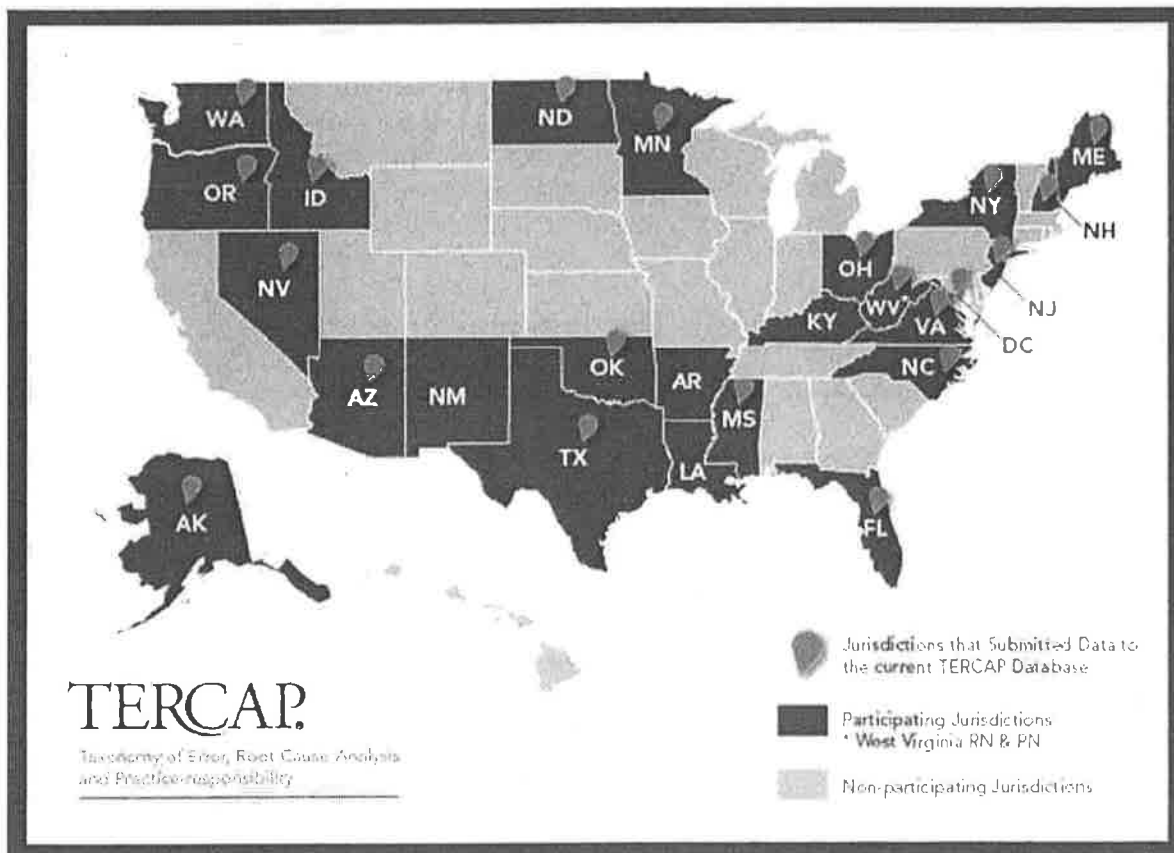 WA
ND
MN
ME
OR
ID
NY
NH
NV
OH
WV*
KY
VA
NJ
DC
OK
AR
NC
AZ
NM
MS
TX
LA
FL
AK
Jurisdictions that Submitted Data to
the current TERCAP Database
TERCAP.
Participating Jurisdictions
* West Virginia RN & PN
Taxonomy of Error, Root Cause Analysis
and Practice-responsibility
Non-participating Jurisdictions